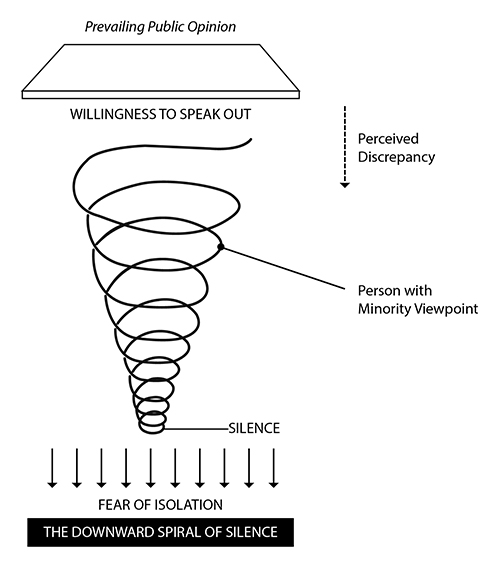 Prevailing Public Opinion
WILLINGNESS TO SPEAK OUT
Perceived
Discrepancy
Person with
Minority Viewpoint
SILENCE
FEAR OF ISOLATION
THE DOWNWARD SPIRAL OF SILENCE